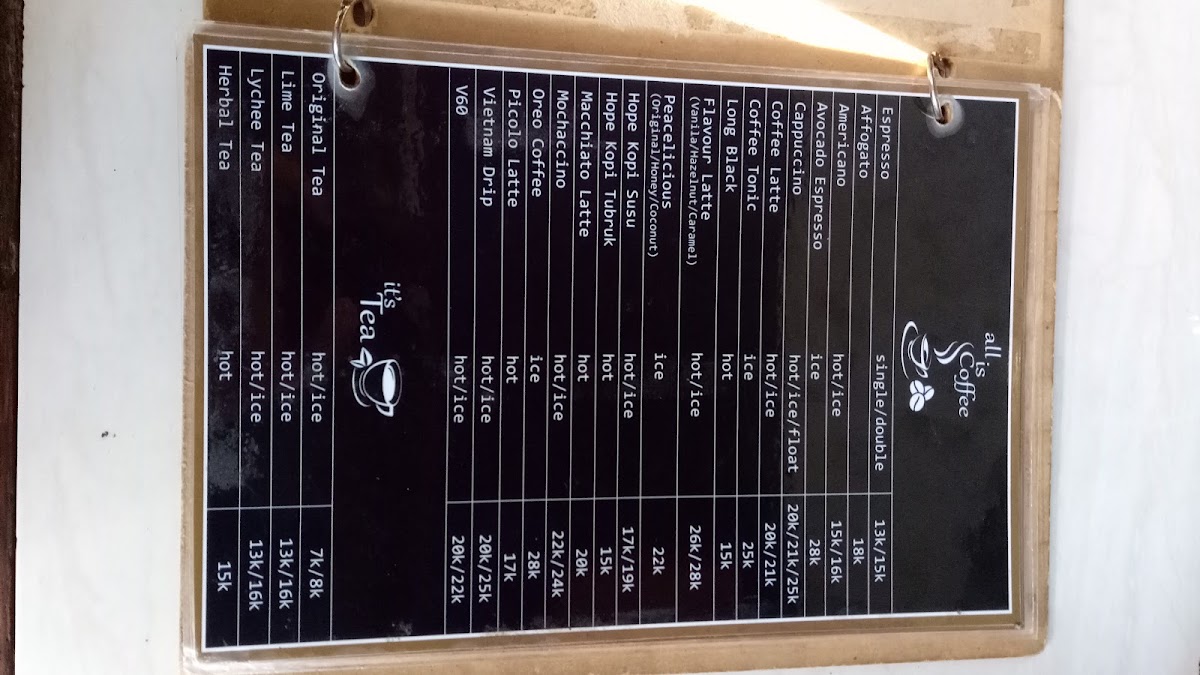 all is
Coffee
Espresso single/double 13k/15k
Affogato 18k
Americano hot/ice 15k/16k
Avocado Espresso ice 28k
Cappuccino hot/ice/float 20k/21k/25k
Coffee Latte hot/ice 20k/21k
Coffee Tonic ice 25k
Long Black hot 15k
Flavour Latte hot/ice 26k/28k
(Vanila/Hazelnut/Caramel)
Peacelicious ice 22k
(Original/Honey/Coconut)
Hope Kopi Susu hot/ice 17k/19k
Hope Kopi Tubruk hot 15k
Macchiato Latte hot 20k
Mochaccino hot/ice 22k/24k
Oreo Coffee ice 28k
Picolo Latte hot 17k
Vietnam Drip hot/ice 20k/25k
V60 hot/ice 20k/22k
it's
Tea
Original Tea hot/ice 7k/8k
Lime Tea hot/ice 13k/16k
Lychee Tea hot/ice 13k/16k
Herbal Tea hot 15k